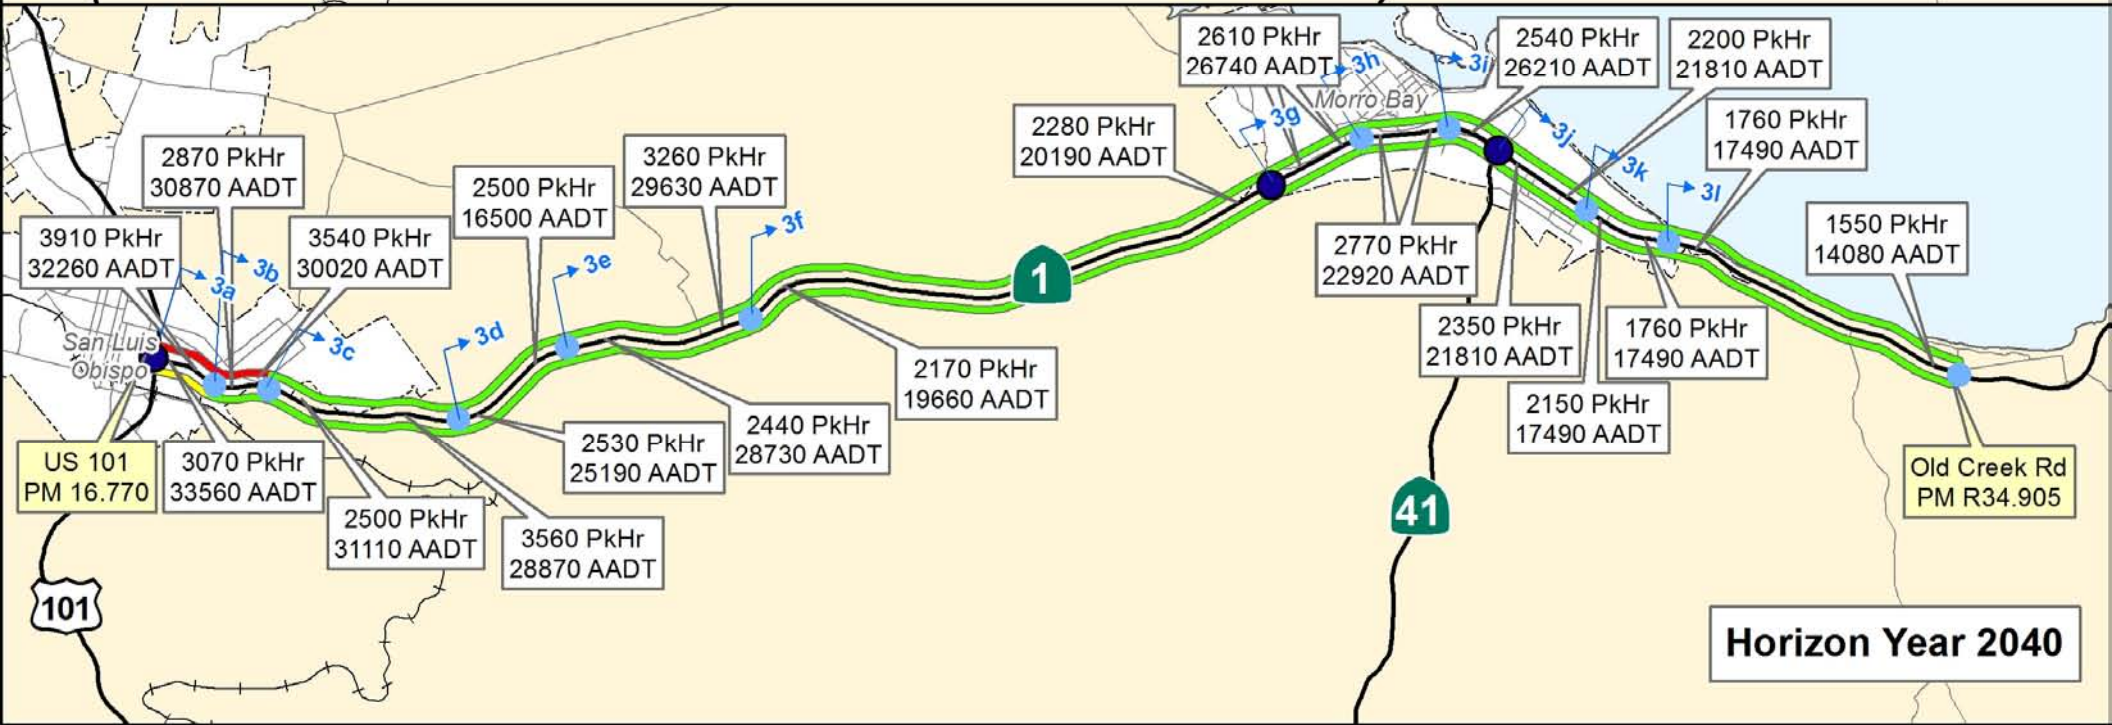 2610 PkHr
26740 AADT
2540 PkHr
26210 AADT
2200 PkHr
21810 AADT
3h
3i
Morro Bay
3g
2280 PkHr
20190 AADT
1760 PkHr
17490 AADT
3j
3k
3l
2870 PkHr
30870 AADT
3260 PkHr
29630 AADT
2500 PkHr
16500 AADT
3f
1550 PkHr
14080 AADT
3910 PkHr
32260 AADT
3540 PkHr
30020 AADT
2770 PkHr
22920 AADT
3a
3b
3e
1
3d
3c
San Luis
Obispo
2350 PkHr
21810 AADT
1760 PkHr
17490 AADT
2170 PkHr
19660 AADT
2150 PkHr
17490 AADT
2440 PkHr
28730 AADT
2530 PkHr
25190 AADT
US 101
PM 16.770
3070 PkHr
33560 AADT
Old Creek Rd
PM R34.905
2500 PkHr
31110 AADT
3560 PkHr
28870 AADT
41
101
Horizon Year 2040